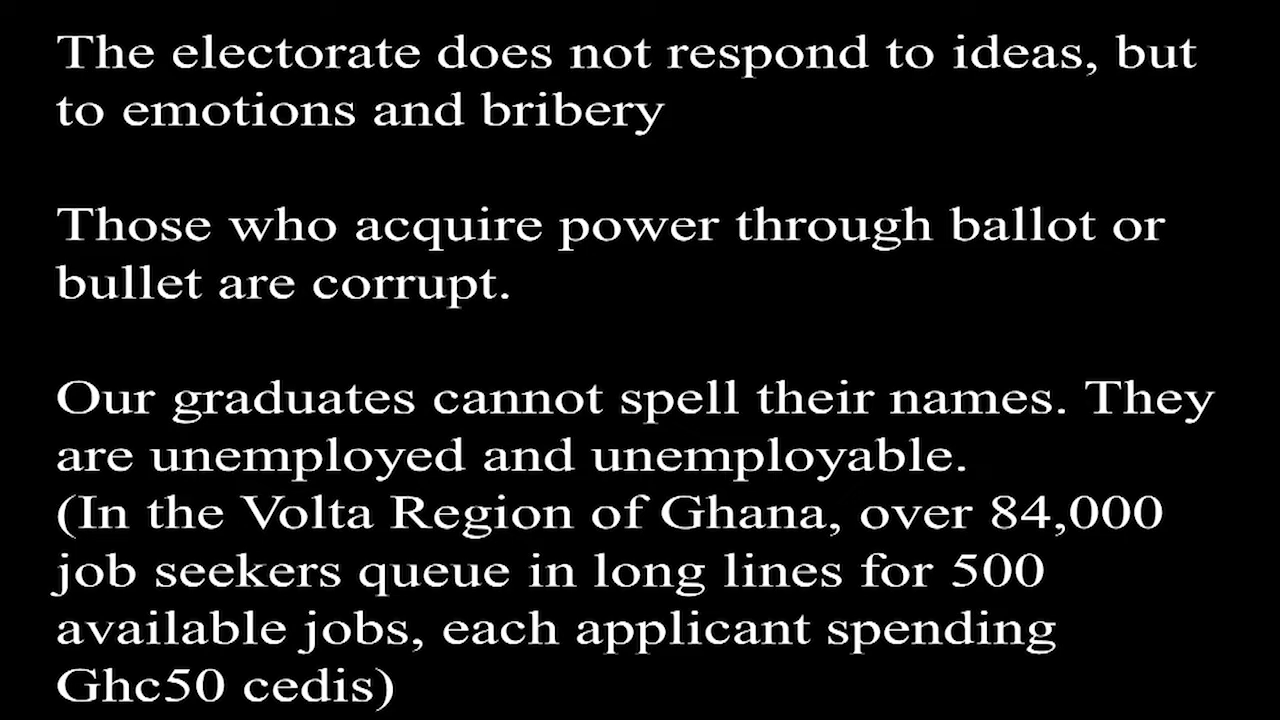 The electorate does not respond to ideas, but
to emotions and bribery
Those who acquire power through ballot or
bullet are corrupt.
Our graduates cannot spell their names. They
are unemployed and unemployable.
(In the Volta Region of Ghana, over 84,000
job seekers queue in long lines for 500
available jobs, each applicant spending
Ghc50 cedis)